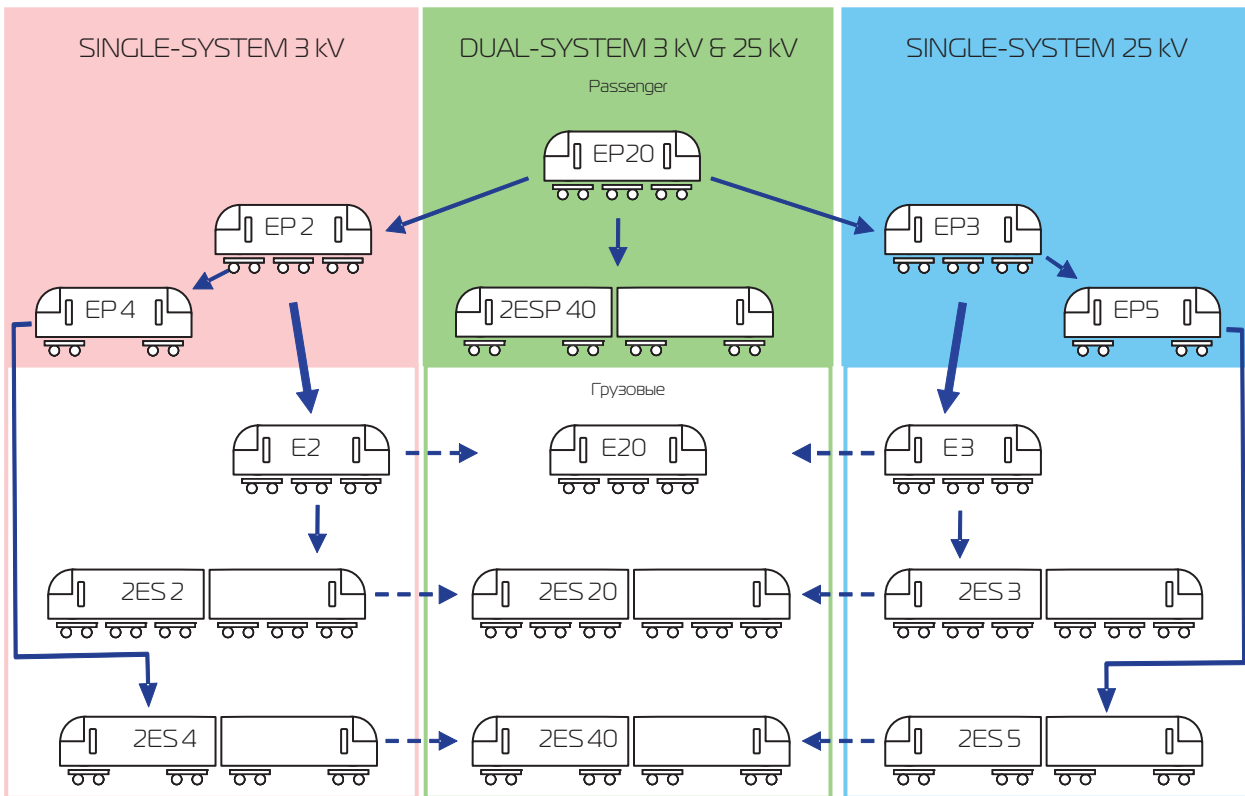 SINGLE-SYSTEM 3 kV
DUAL-SYSTEM 3 kV & 25 kV
SINGLE-SYSTEM 25 kV
Passenger
EP20
EP 2
EP3
EP 4
2ESP 40
EP5
Грузовые
E2
E20
E3
2ES 2
2ES 20
2ES 3
2ES 4
2ES 40
2ES 5